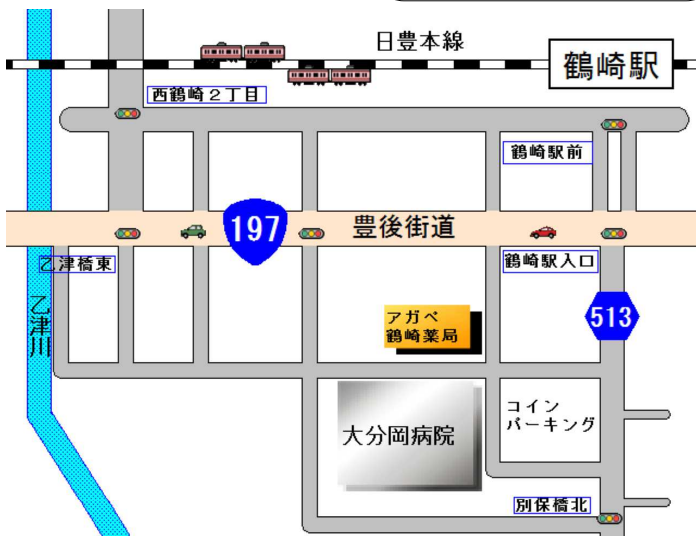 日豊本線
鶴崎駅
西鶴崎2丁目
鶴崎駅前
197
豊後街道
乙津橋東
鶴崎駅入口
乙津川
アガペ
鶴崎薬局
513
コイン
パーキング
大分岡病院
別保橋北